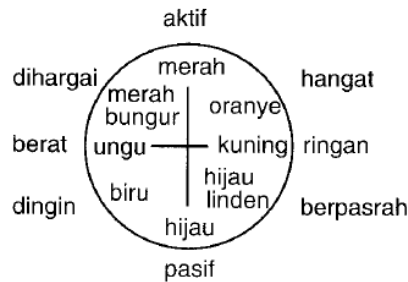 aktif
merah
dihargai
hangat
merah
bungur
oranye
berat
ungu
kuning
ringan
biru
hijau
linden
dingin
berpasrah
hijau
pasif